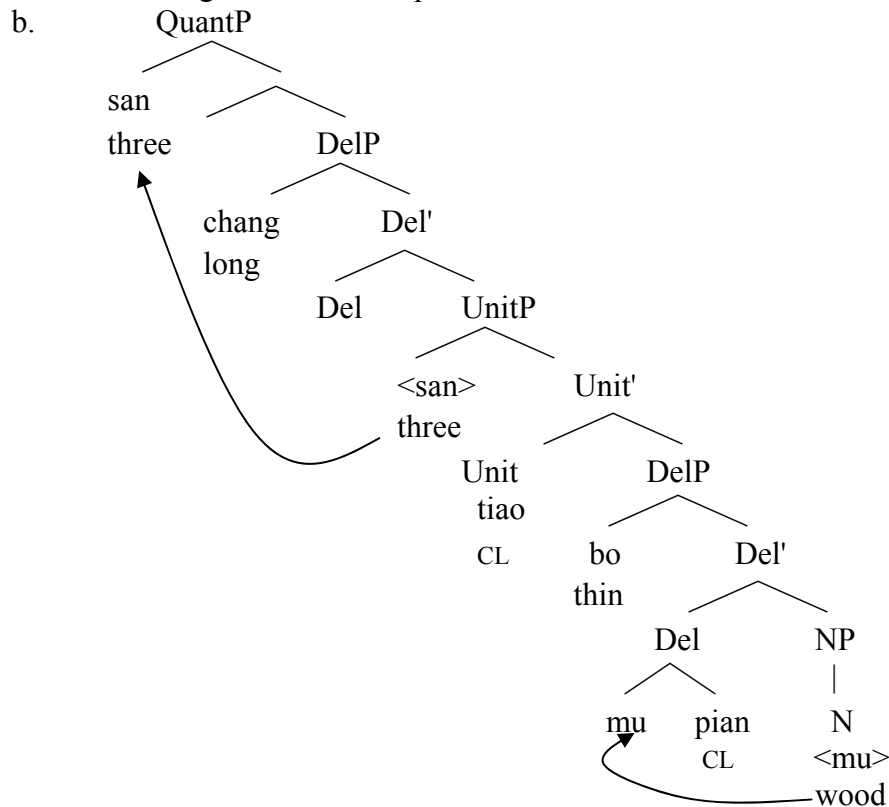 b. QuantP
san
three DelP
chang Del'
long
Del UnitP
<san> Unit'
three
Unit DelP
tiao
CL bo Del'
thin
Del NP
mu pian N
CL <mu>
wood